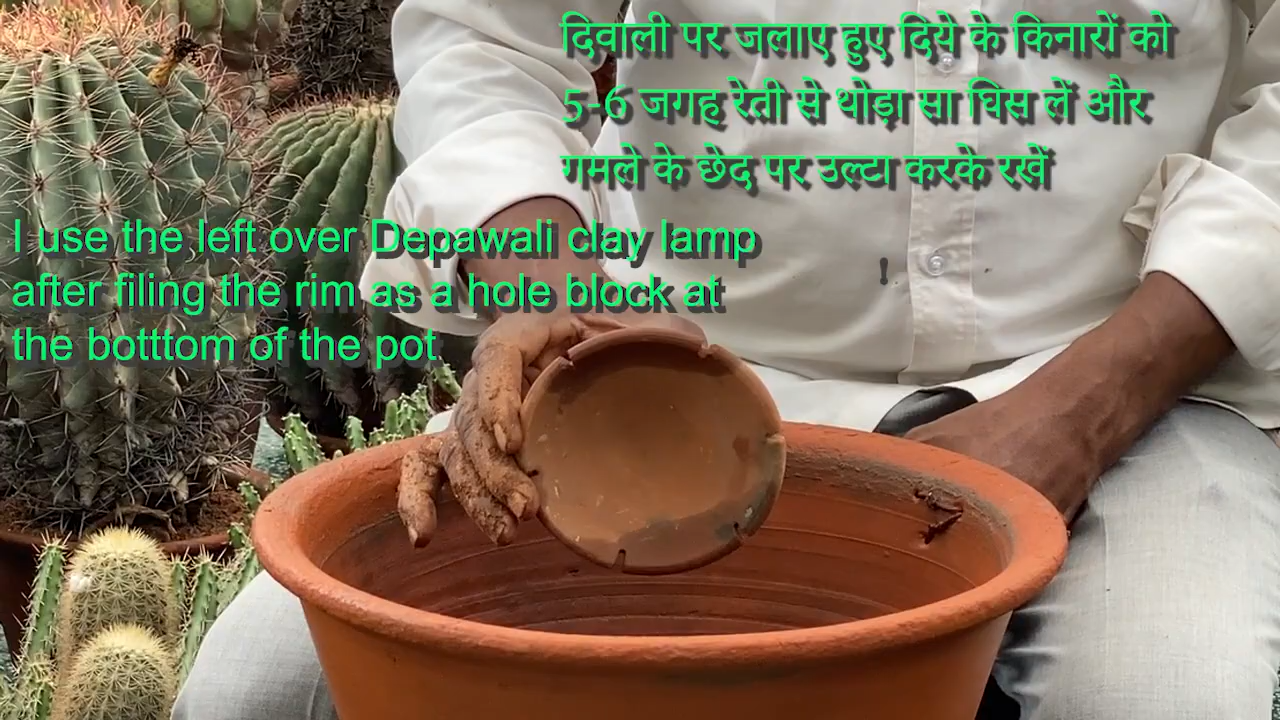 दिवाली पर जलाए हुए दिये के किनारों को
5-6 जगह रेती से थोड़ा सा घिस लें और
गमले के छेद पर उल्टा करके रखें
!
I use the left over Depawali clay lamp
after filing the rim as a hole block at
the botttom of the pot